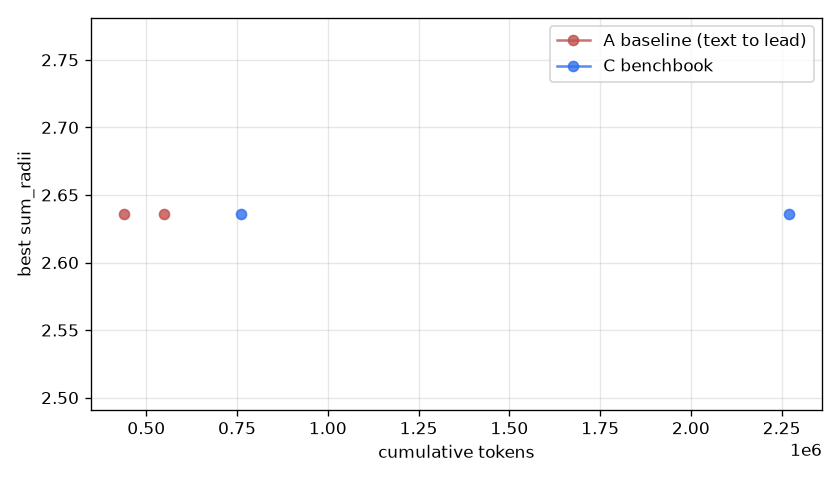 A baseline (text to lead)
C benchbook
best sum_radii
2.75
2.70
2.65
2.60
2.55
2.50
0.50 0.75 1.00 1.25 1.50 1.75 2.00 2.25
1e6
cumulative tokens